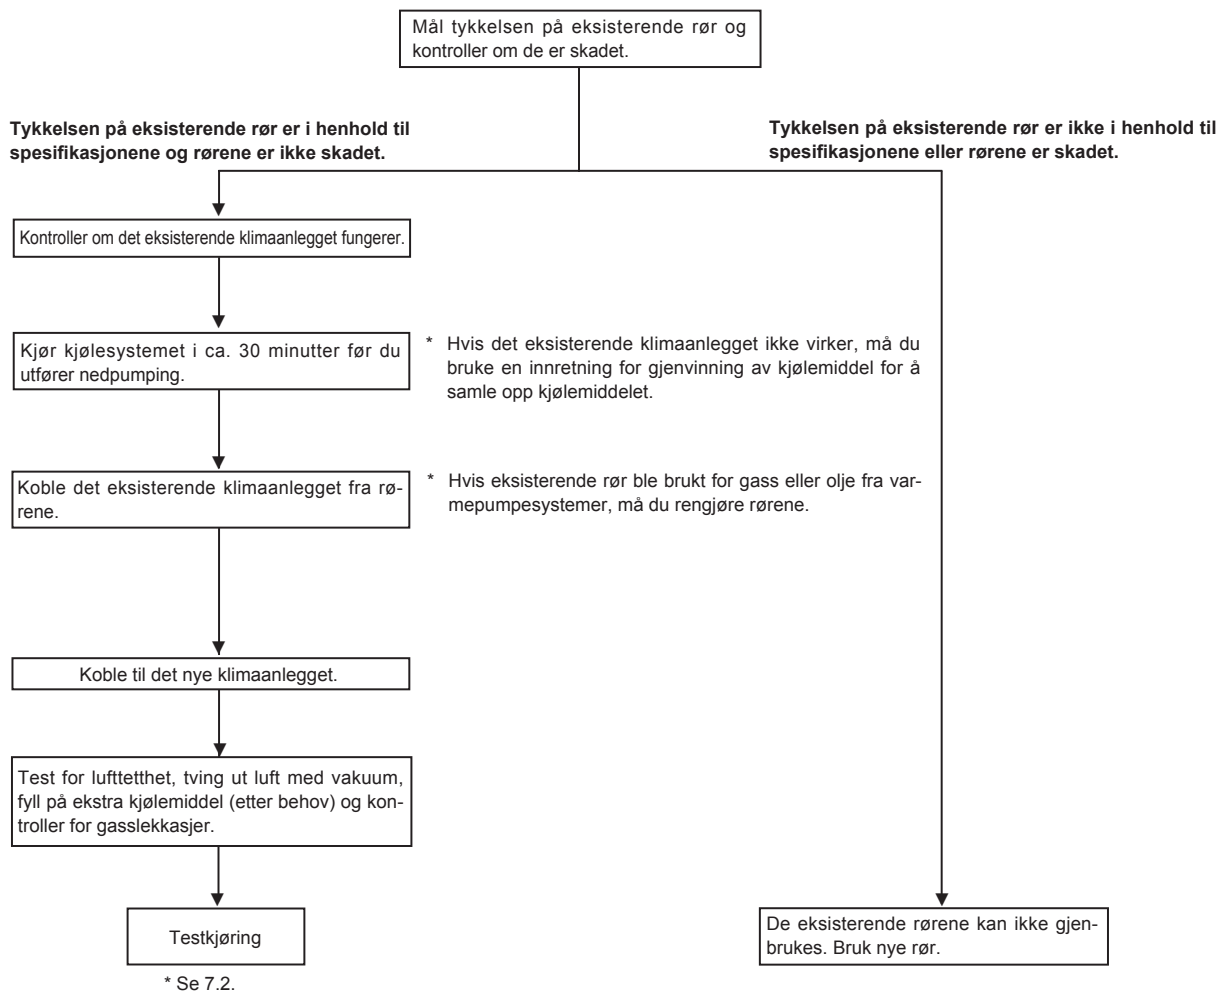 Mål tykkelsen på eksisterende rør og
kontroller om de er skadet.
Tykkelsen på eksisterende rør er i henhold til
spesifikasjonene og rørene er ikke skadet.
Tykkelsen på eksisterende rør er ikke i henhold til
spesifikasjonene eller rørene er skadet.
Kontroller om det eksisterende klimaanlegget fungerer.
Kjør kjølesystemet i ca. 30 minutter før du
utfører nedpumping.
* Hvis det eksisterende klimaanlegget ikke virker, må du
bruke en innretning for gjenvinning av kjølemiddel for å
samle opp kjølemiddelet.
Koble det eksisterende klimaanlegget fra rø-
rene.
* Hvis eksisterende rør ble brukt for gass eller olje fra var-
mepumpesystemer, må du rengjøre rørene.
Koble til det nye klimaanlegget.
Test for lufttetthet, tving ut luft med vakuum,
fyll på ekstra kjølemiddel (etter behov) og kon-
troller for gasslekkasjer.
Testkjøring
* Se 7.2.
De eksisterende rørene kan ikke gjen-
brukes. Bruk nye rør.